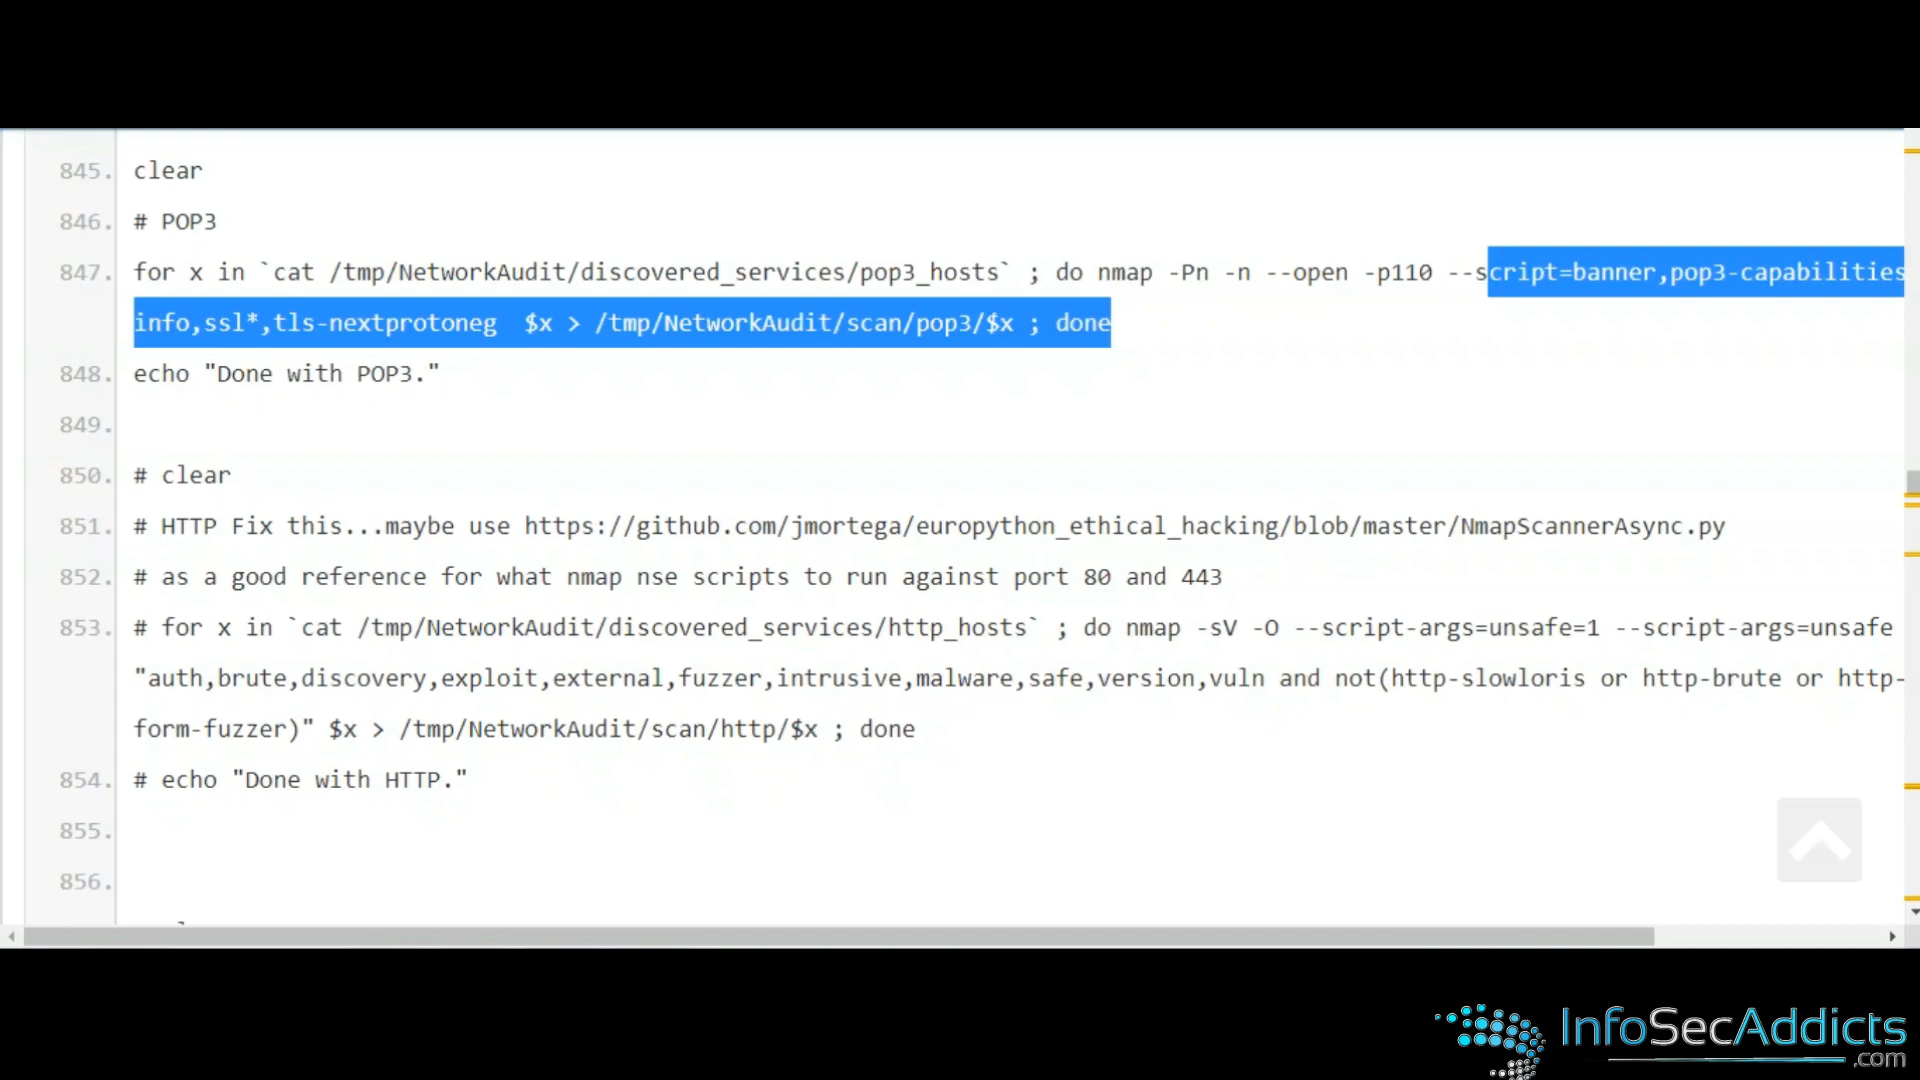 845. clear
846. # POP3
847. for x in `cat /tmp/NetworkAudit/discovered_services/pop3_hosts` ; do nmap -Pn -n --open -p110 --script=banner,pop3-capabilities
info,ssl*,tls-nextprotoneg  $x > /tmp/NetworkAudit/scan/pop3/$x ; done
848. echo "Done with POP3."
849.
850. # clear
851. # HTTP Fix this...maybe use https://github.com/jmortega/europython_ethical_hacking/blob/master/NmapScannerAsync.py
852. # as a good reference for what nmap nse scripts to run against port 80 and 443
853. # for x in `cat /tmp/NetworkAudit/discovered_services/http_hosts` ; do nmap -sV -O --script-args=unsafe=1 --script-args=unsafe
"auth,brute,discovery,exploit,external,fuzzer,intrusive,malware,safe,version,vuln and not(http-slowloris or http-brute or http-
form-fuzzer)" $x > /tmp/NetworkAudit/scan/http/$x ; done
854. # echo "Done with HTTP."
855.
856.
InfoSecAddicts
.com